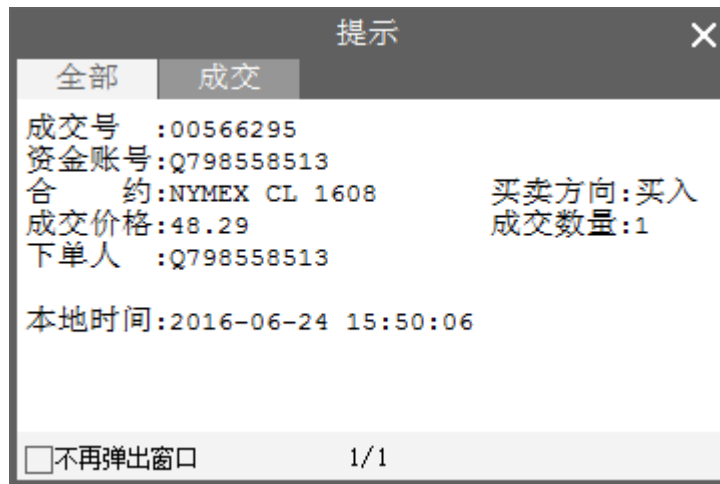 提示
全部 成交
成交号 :00566295
资金账号:Q798558513
合 约:NYMEX CL 1608 买卖方向:买入
成交价格:48.29 成交数量:1
下单人 :Q798558513
本地时间:2016-06-24 15:50:06
不再弹出窗口 1/1